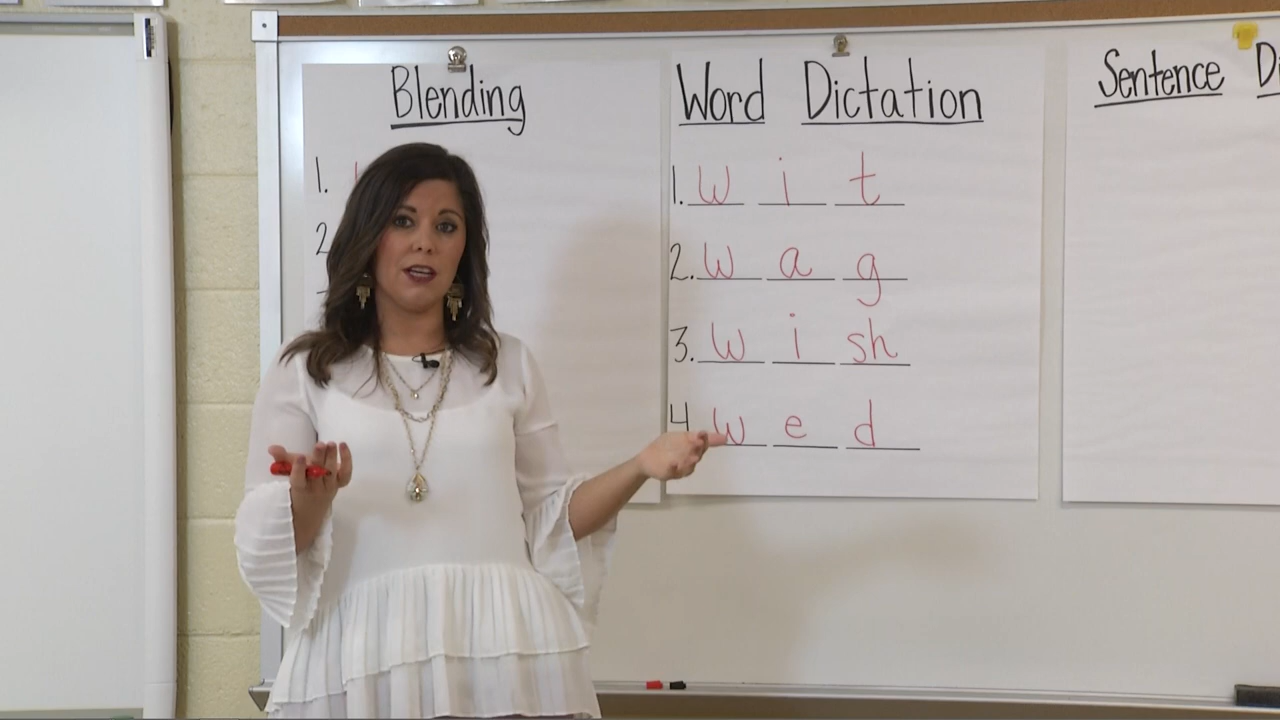 Blending
1.
2
Word Dictation
1. w i t
2. w a g
3. w i sh
4 w e d
Sentence